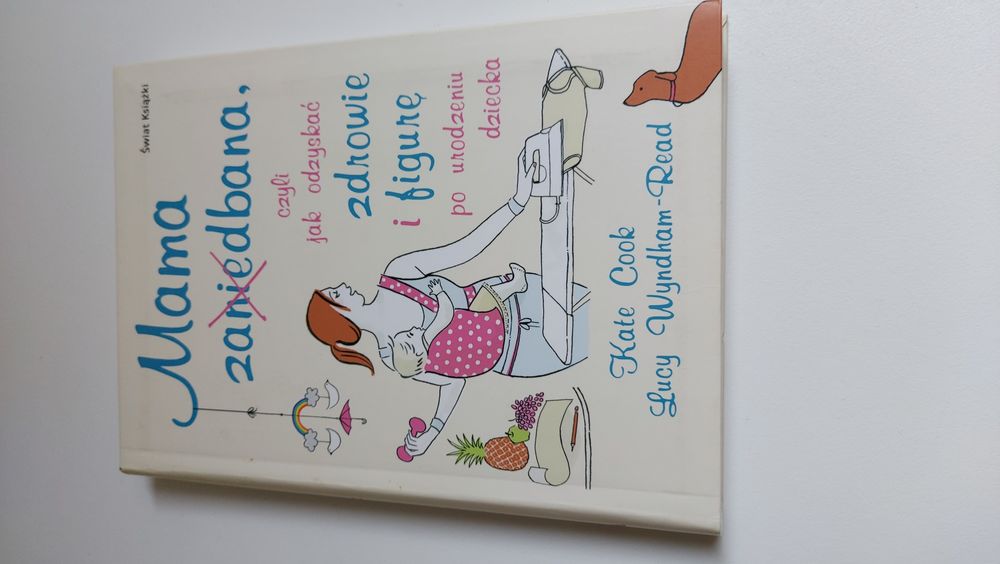 Świat Książki
Mama
zaniedbana,
czyli
jak odzyskać
zdrowie
i figurę
po urodzeniu
dziecka
Kate Cook
Lucy Wyndham-Read